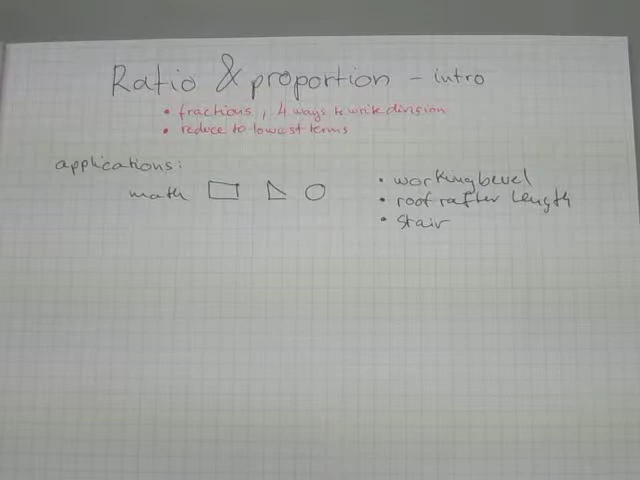 Ratio & proportion - intro
• fractions, 4 ways to write division
• reduce to lowest terms
applications:
math
• working bevel
• roof rafter length
• stair